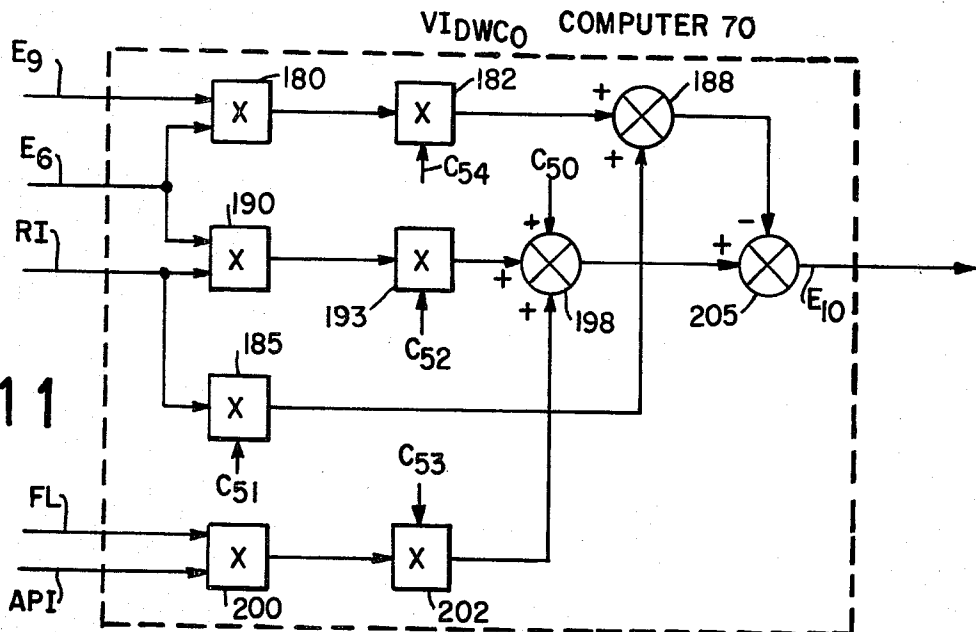 VIDWCO COMPUTER 70
E9
180
182
188
+
+
X
X
C54
E6
C50
190
+
-
RI
X
X
+
+
+
193
198
205
E10
C52
185
X
11
C51
C53
FL
X
X
API
200
202